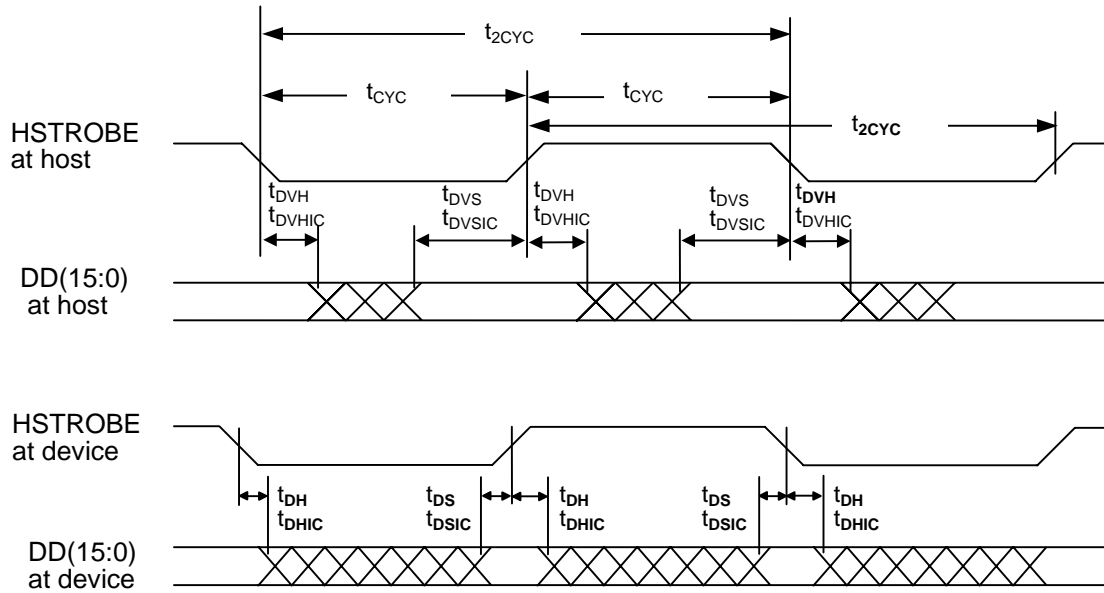 t2CYC
tCYC tCYC
t2CYC
HSTROBE
at host
tDVH tDVS tDVH tDVS tDVH
tDVHIC tDVSIC tDVHIC tDVSIC tDVHIC
DD(15:0)
at host
HSTROBE
at device
tDH tDS tDH tDS tDH
tDHIC tDSIC tDHIC tDSIC tDHIC
DD(15:0)
at device